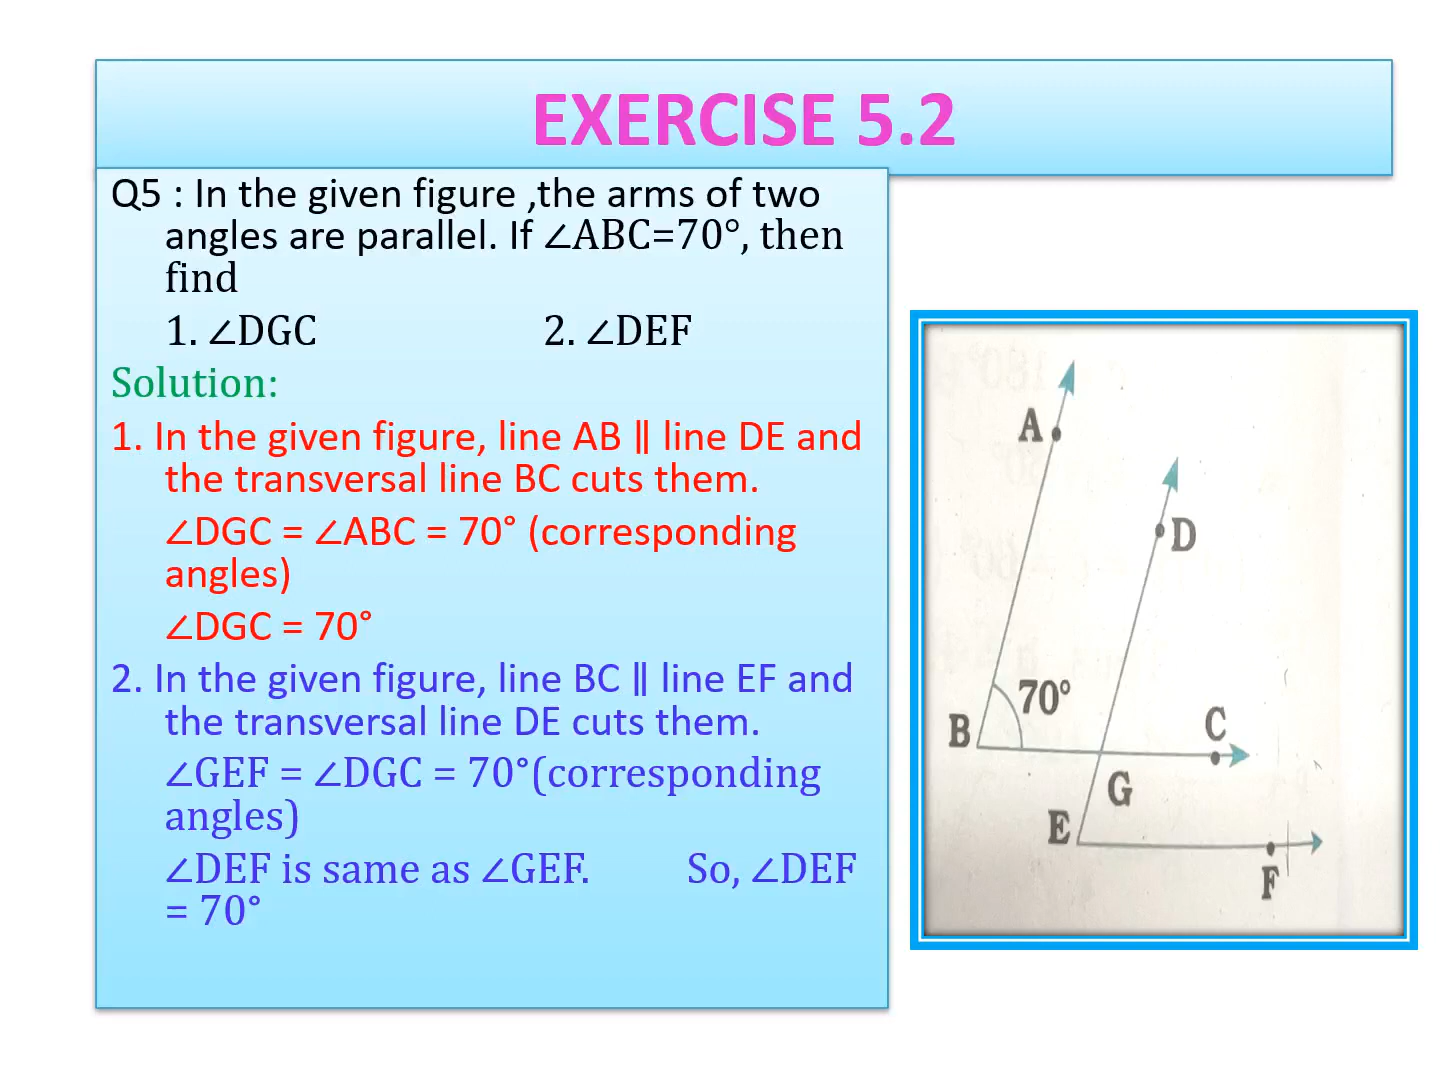 EXERCISE 5.2
Q5 : In the given figure ,the arms of two
angles are parallel. If ∠ABC=70°, then
find
1. ∠DGC 2. ∠DEF
Solution:
1. In the given figure, line AB ∥ line DE and
the transversal line BC cuts them.
∠DGC = ∠ABC = 70° (corresponding
angles)
∠DGC = 70°
2. In the given figure, line BC ∥ line EF and
the transversal line DE cuts them.
∠GEF = ∠DGC = 70°(corresponding
angles)
∠DEF is same as ∠GEF. So, ∠DEF
= 70°
A
D
70°
B
C
G
E
F